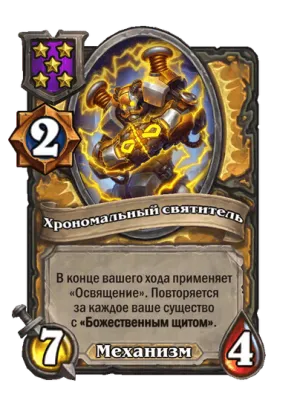 2
Хрономальный святитель
В конце вашего хода применяет
«Освящение». Повторяется
за каждое ваше существо
с «Божественным щитом».
7
Механизм
4